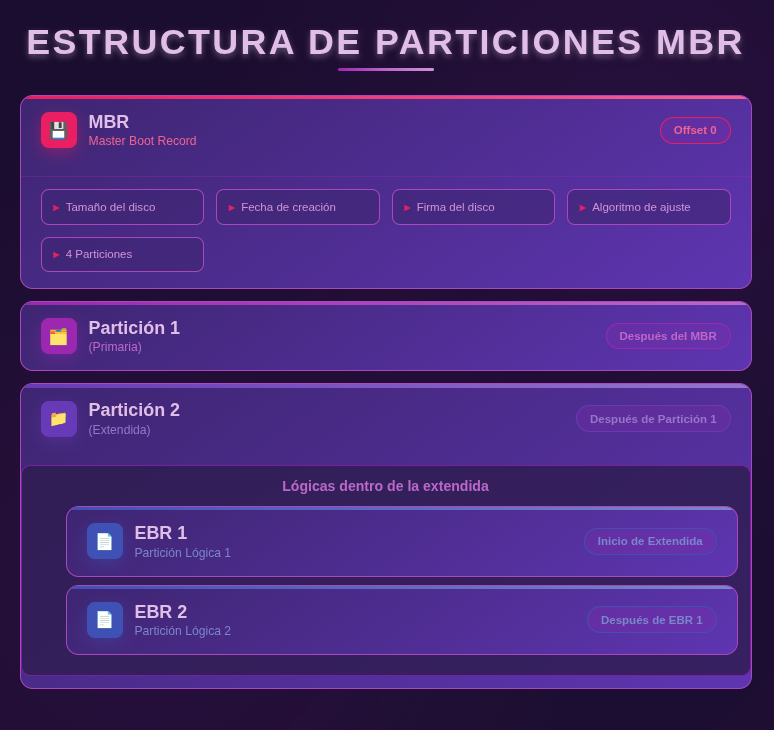 ESTRUCTURA DE PARTICIONES MBR
MBR
Master Boot Record
Offset 0
► Tamaño del disco
► Fecha de creación
► Firma del disco
► Algoritmo de ajuste
► 4 Particiones
Partición 1
(Primaria)
Después del MBR
Partición 2
(Extendida)
Después de Partición 1
Lógicas dentro de la extendida
EBR 1
Partición Lógica 1
Inicio de Extendida
EBR 2
Partición Lógica 2
Después de EBR 1